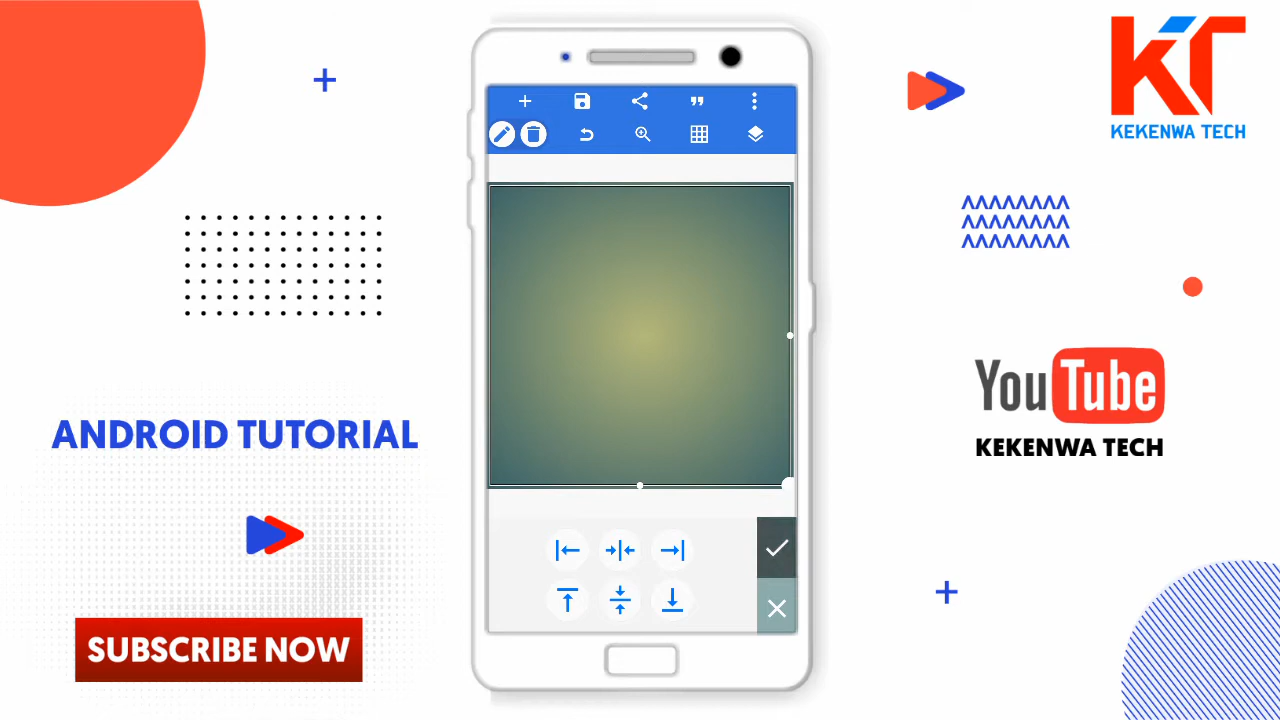 KT
KEKENWA TECH
ANDROID TUTORIAL
YouTube
KEKENWA TECH
SUBSCRIBE NOW